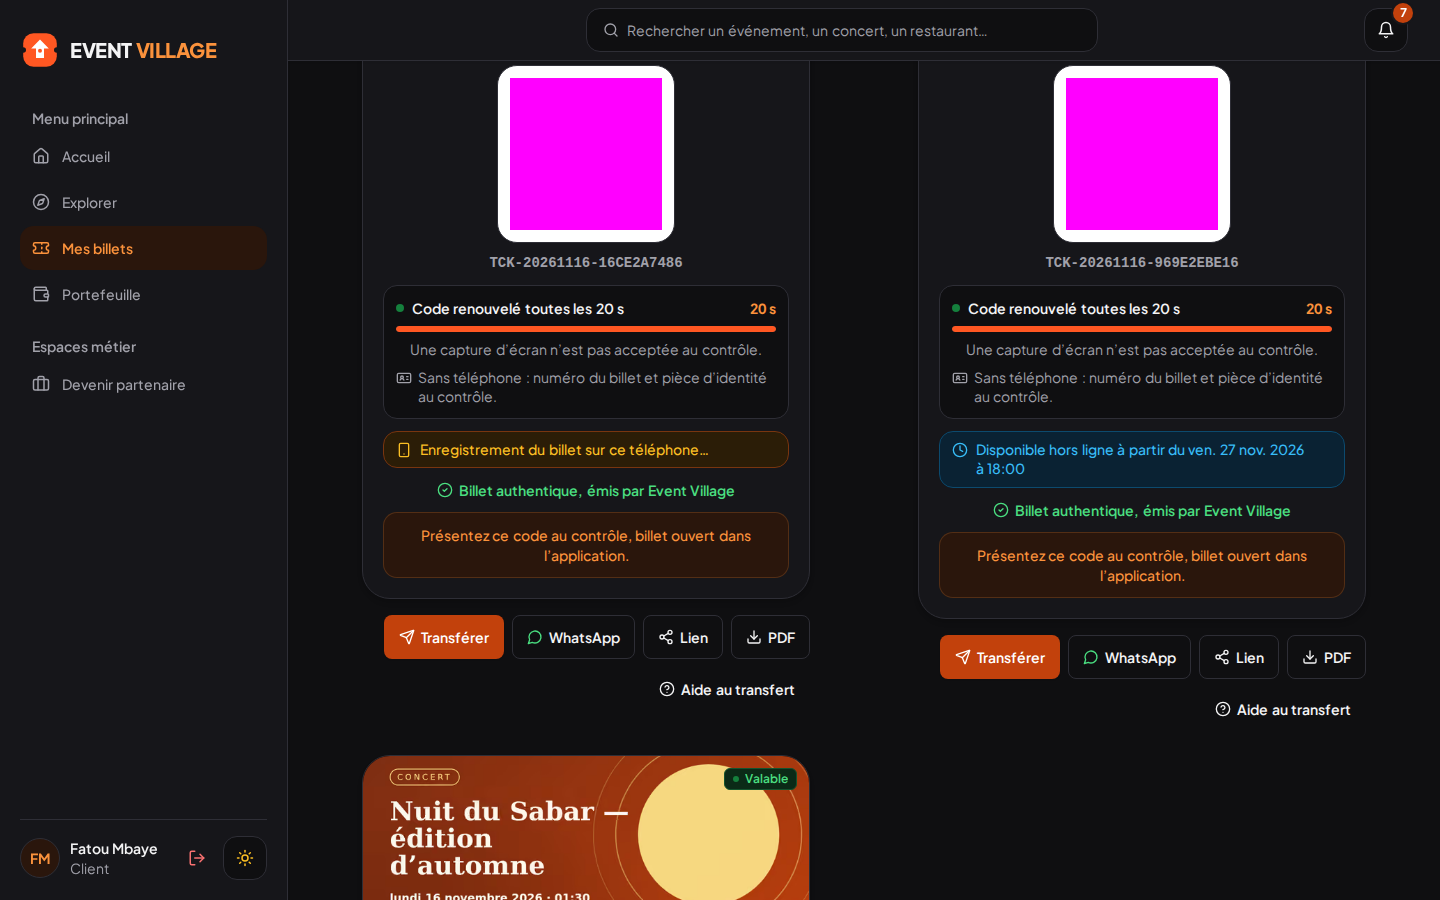 EVENT VILLAGE
Menu principal
Accueil
Explorer
Mes billets
Portefeuille
Espaces métier
Devenir partenaire
FM
Fatou Mbaye
Client
Rechercher un événement, un concert, un restaurant...
7
TCK-20261116-16CE2A7486
Code renouvelé toutes les 20 s
20 s
Une capture d'écran n'est pas acceptée au contrôle.
Sans téléphone : numéro du billet et pièce d'identité
au contrôle.
Enregistrement du billet sur ce téléphone...
Billet authentique, émis par Event Village
Présentez ce code au contrôle, billet ouvert dans
l'application.
Transférer
WhatsApp
Lien
PDF
Aide au transfert
TCK-20261116-969E2EBE16
Code renouvelé toutes les 20 s
20 s
Une capture d'écran n'est pas acceptée au contrôle.
Sans téléphone : numéro du billet et pièce d'identité
au contrôle.
Disponible hors ligne à partir du ven. 27 nov. 2026
à 18:00
Billet authentique, émis par Event Village
Présentez ce code au contrôle, billet ouvert dans
l'application.
Transférer
WhatsApp
Lien
PDF
Aide au transfert
CONCERT
Valable
Nuit du Sabar —
édition
d'automne
lundi 16 novembre 2026 · 01:30